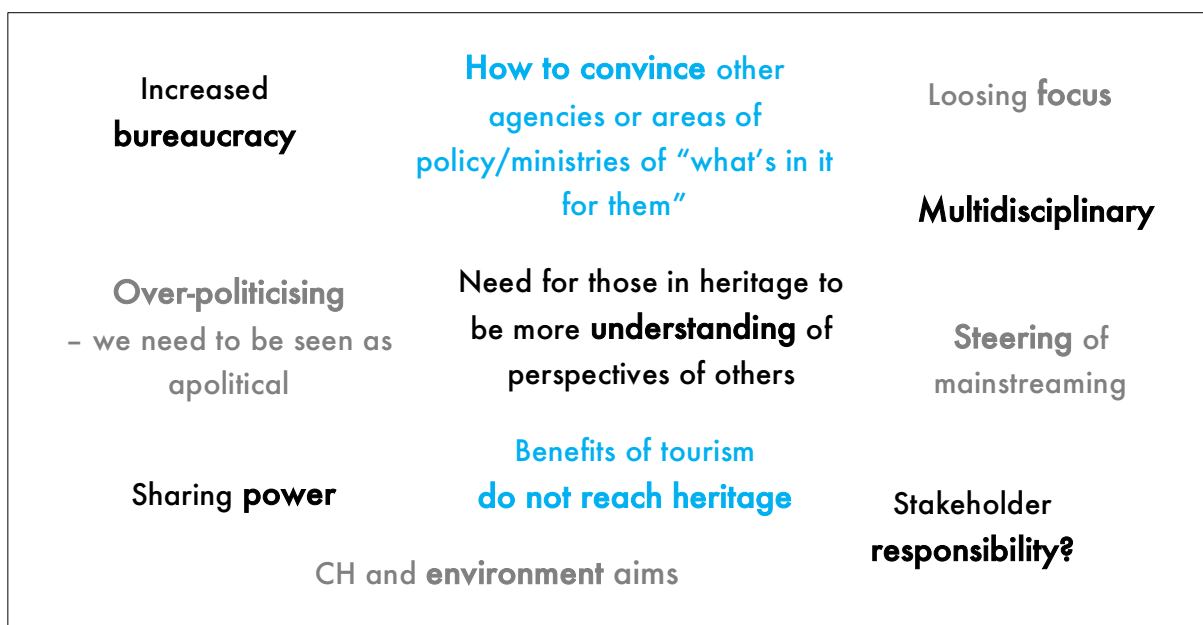 Increased
bureaucracy
How to convince other
agencies or areas of
policy/ministries of “what’s in it
for them”
Loosing focus
Multidisciplinary
Over-politicising
– we need to be seen as
apolitical
Need for those in heritage to
be more understanding of
perspectives of others
Steering of
mainstreaming
Sharing power
Benefits of tourism
do not reach heritage
Stakeholder
responsibility?
CH and environment aims